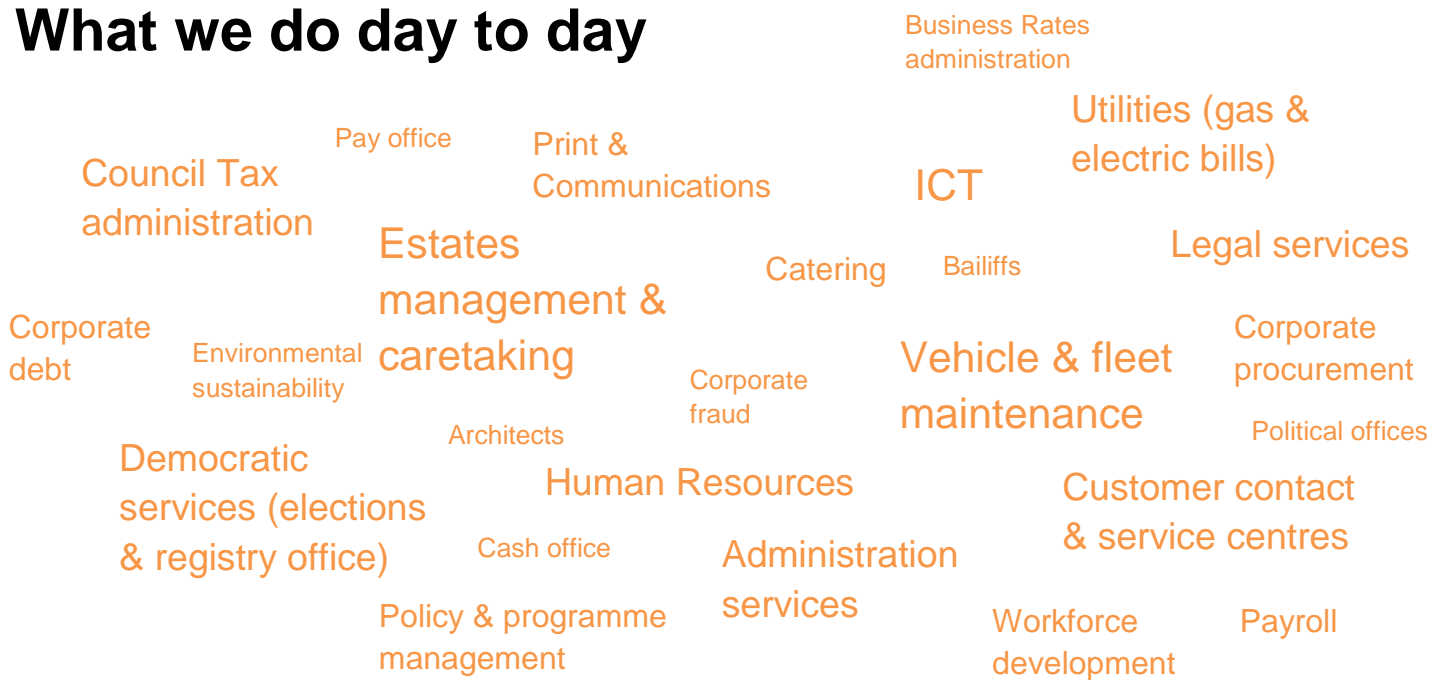 What we do day to day
Business Rates
administration
Utilities (gas &
electric bills)
Pay office
Print &
Communications
Council Tax
administration
ICT
Estates
management &
caretaking
Catering
Bailiffs
Legal services
Corporate
debt
Environmental
sustainability
Corporate
fraud
Vehicle & fleet
maintenance
Corporate
procurement
Architects
Political offices
Democratic
services (elections
& registry office)
Human Resources
Customer contact
& service centres
Cash office
Administration
services
Policy & programme
management
Workforce
development
Payroll